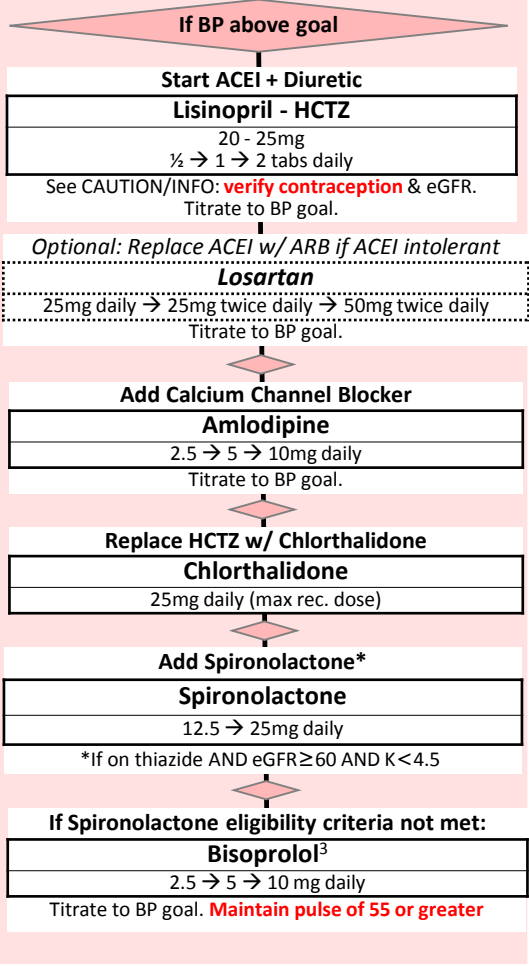 If BP above goal
Start ACEI + Diuretic
Lisinopril - HCTZ
20 - 25mg
½ → 1 → 2 tabs daily
See CAUTION/INFO: verify contraception & eGFR.
Titrate to BP goal.
Optional: Replace ACEI w/ ARB if ACEI intolerant
Losartan
25mg daily → 25mg twice daily → 50mg twice daily
Titrate to BP goal.
Add Calcium Channel Blocker
Amlodipine
2.5 → 5 → 10mg daily
Titrate to BP goal.
Replace HCTZ w/ Chlorthalidone
Chlorthalidone
25mg daily (max rec. dose)
Add Spironolactone*
Spironolactone
12.5 → 25mg daily
*If on thiazide AND eGFR≥60 AND K<4.5
If Spironolactone eligibility criteria not met:
Bisoprolol³
2.5 → 5 → 10 mg daily
Titrate to BP goal. Maintain pulse of 55 or greater